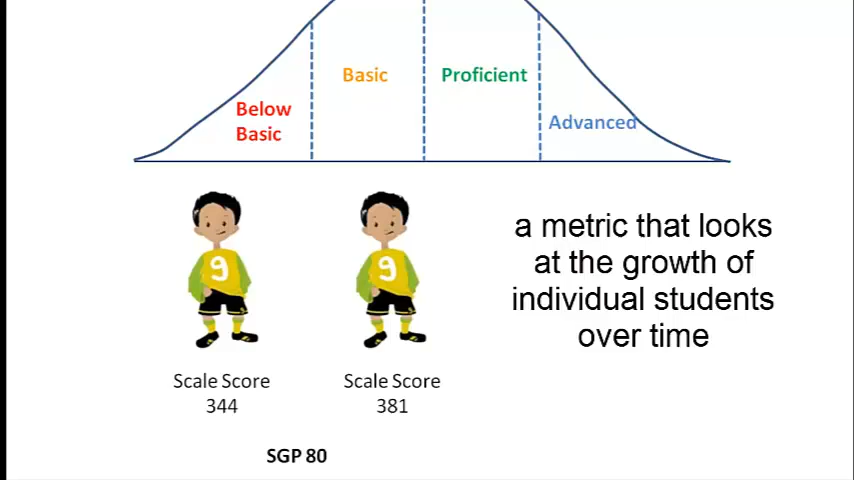 Basic
Proficient
Below
Basic
Advanced
a metric that looks
at the growth of
individual students
over time
9
9
Scale Score
344
Scale Score
381
SGP 80